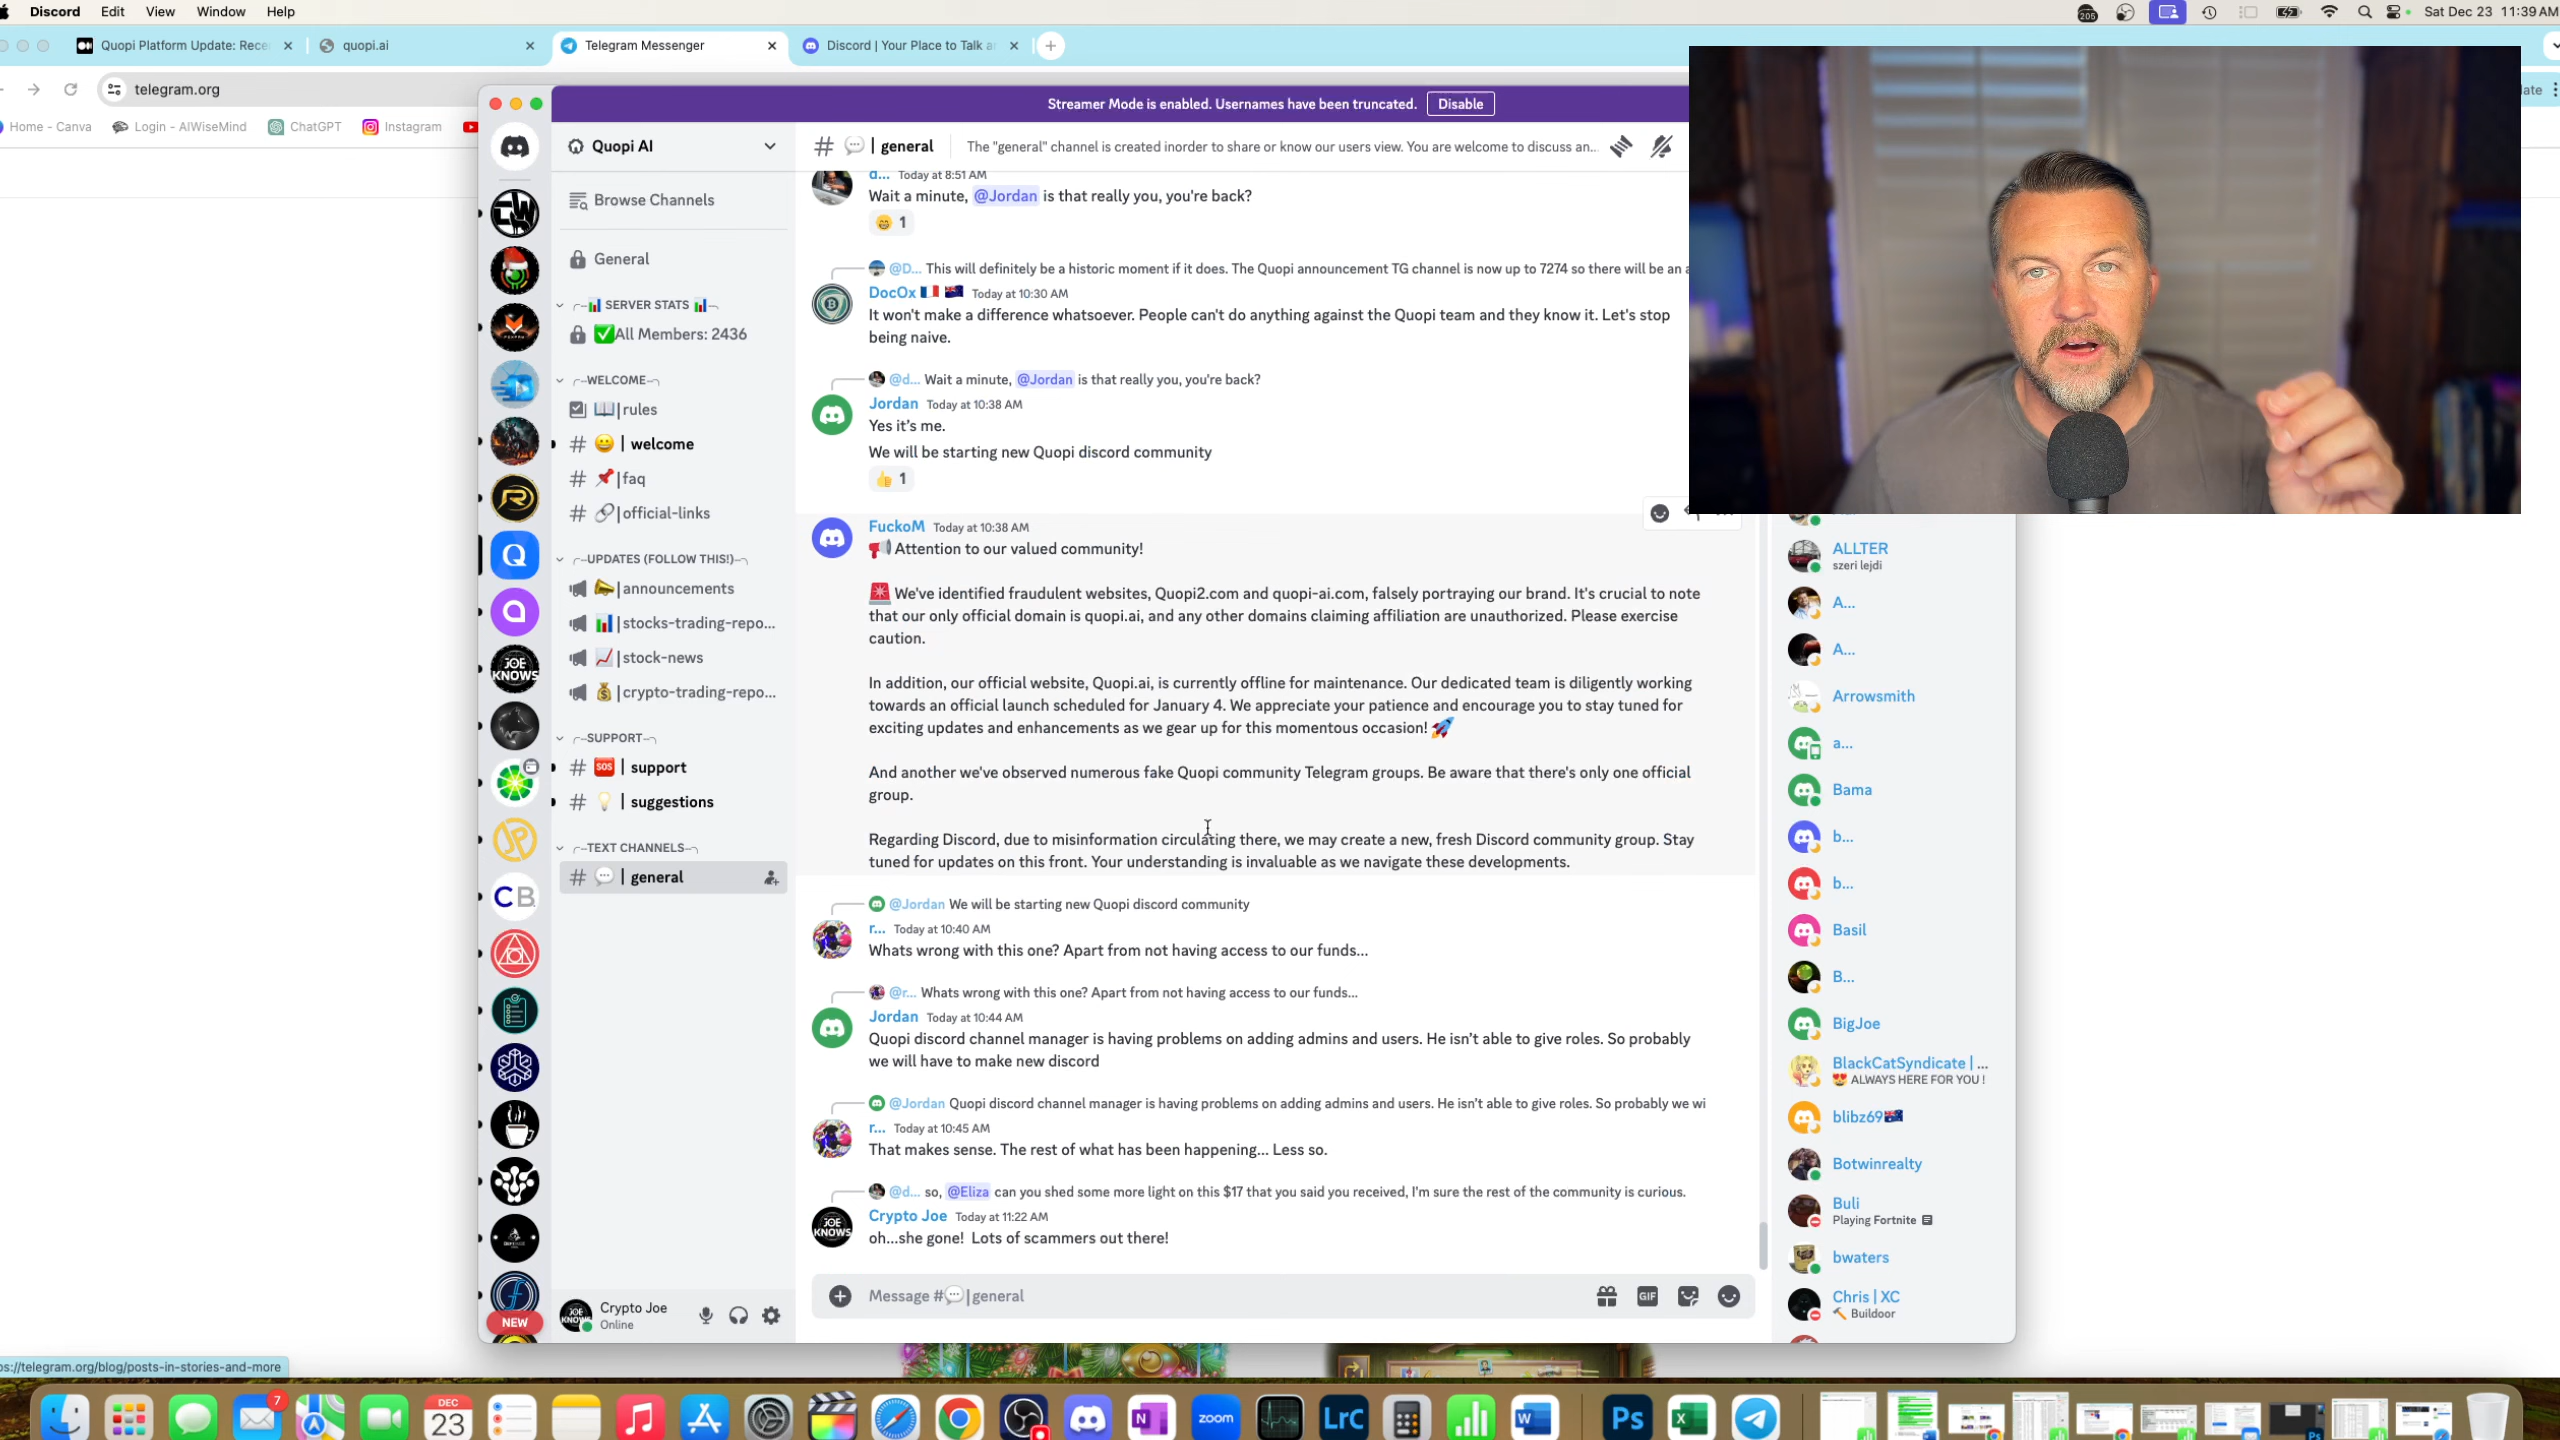 Discord Edit View Window Help
205 Sat Dec 23 11:39AM
Quopi Platform Update: Rece
quopi.ai
Telegram Messenger
Discord | Your Place to Talk a
telegram.org
Home - Canva
Login - AIWiseMind
ChatGPT
Instagram
Streamer Mode is enabled. Usernames have been truncated. Disable
Quopi AI
# 💬 | general
The "general" channel is created inorder to share or know our users view. You are welcome to discuss an...
Browse Channels
General
SERVER STATS
All Members: 2436
WELCOME
rules
# | welcome
# |faq
# |official-links
UPDATES (FOLLOW THIS!)
|announcements
|stocks-trading-repo...
|stock-news
|crypto-trading-repo...
SUPPORT
# SOS | support
# | suggestions
TEXT CHANNELS
# | general
d... Today at 8:51 AM
Wait a minute, @Jordan is that really you, you're back?
1
@D... This will definitely be a historic moment if it does. The Quopi announcement TG channel is now up to 7274 so there will be an a
DocOx Today at 10:30 AM
It won't make a difference whatsoever. People can't do anything against the Quopi team and they know it. Let's stop
being naive.
@d... Wait a minute, @Jordan is that really you, you're back?
Jordan Today at 10:38 AM
Yes it's me.
We will be starting new Quopi discord community
1
FuckoM Today at 10:38 AM
Attention to our valued community!
We've identified fraudulent websites, Quopi2.com and quopi-ai.com, falsely portraying our brand. It's crucial to note
that our only official domain is quopi.ai, and any other domains claiming affiliation are unauthorized. Please exercise
caution.
In addition, our official website, Quopi.ai, is currently offline for maintenance. Our dedicated team is diligently working
towards an official launch scheduled for January 4. We appreciate your patience and encourage you to stay tuned for
exciting updates and enhancements as we gear up for this momentous occasion!
And another we've observed numerous fake Quopi community Telegram groups. Be aware that there's only one official
group.
Regarding Discord, due to misinformation circulating there, we may create a new, fresh Discord community group. Stay
tuned for updates on this front. Your understanding is invaluable as we navigate these developments.
@Jordan We will be starting new Quopi discord community
r... Today at 10:40 AM
Whats wrong with this one? Apart from not having access to our funds...
@r... Whats wrong with this one? Apart from not having access to our funds...
Jordan Today at 10:44 AM
Quopi discord channel manager is having problems on adding admins and users. He isn't able to give roles. So probably
we will have to make new discord
@Jordan Quopi discord channel manager is having problems on adding admins and users. He isn't able to give roles. So probably we wi
r... Today at 10:45 AM
That makes sense. The rest of what has been happening... Less so.
@d... so, @Eliza can you shed some more light on this $17 that you said you received, I'm sure the rest of the community is curious.
Crypto Joe Today at 11:22 AM
oh...she gone! Lots of scammers out there!
Message #💬|general
GIF
ALLTER
szeri lejdi
A...
A...
Arrowsmith
a...
Bama
b...
b...
Basil
B...
BigJoe
BlackCatSyndicate | ...
ALWAYS HERE FOR YOU !
blibz69
Botwinrealty
Buli
Playing Fortnite
bwaters
Chris | XC
Buildoor
JOE
KNOWS
CB
NEW
Crypto Joe
Online
ps://telegram.org/blog/posts-in-stories-and-more
7
DEC
23
N
zoom
LrC
W
Ps
X